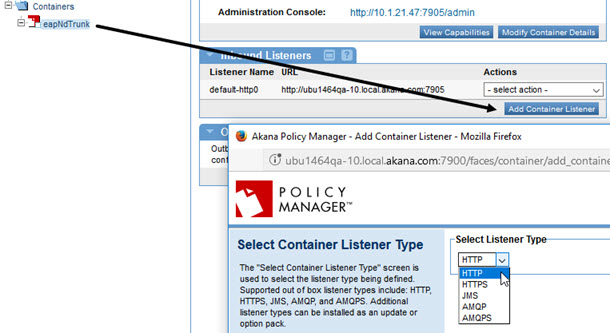 Containers
eapNdTrunk
Administration Console: http://10.1.21.47:7905/admin
View Capabilities Modify Container Details
Inbound Listeners
Listener Name URL Actions
default-http0 http://ubu1464qa-10.local.akana.com:7905 - select action -
Add Container Listener
O
Outb
cont
Akana Policy Manager - Add Container Listener - Mozilla Firefox
ubu1464qa-10.local.akana.com:7900/faces/container/add_containe
POLICY
MANAGER™
Select Container Listener Type
The "Select Container Listener Type" screen is
used to select the listener type being defined.
Supported out of box listener types include: HTTP,
HTTPS, JMS, AMQP, and AMQPS. Additional
listener types can be installed as an update or
option pack.
Select Listener Type
HTTP
HTTP
HTTPS
JMS
AMQP
AMQPS